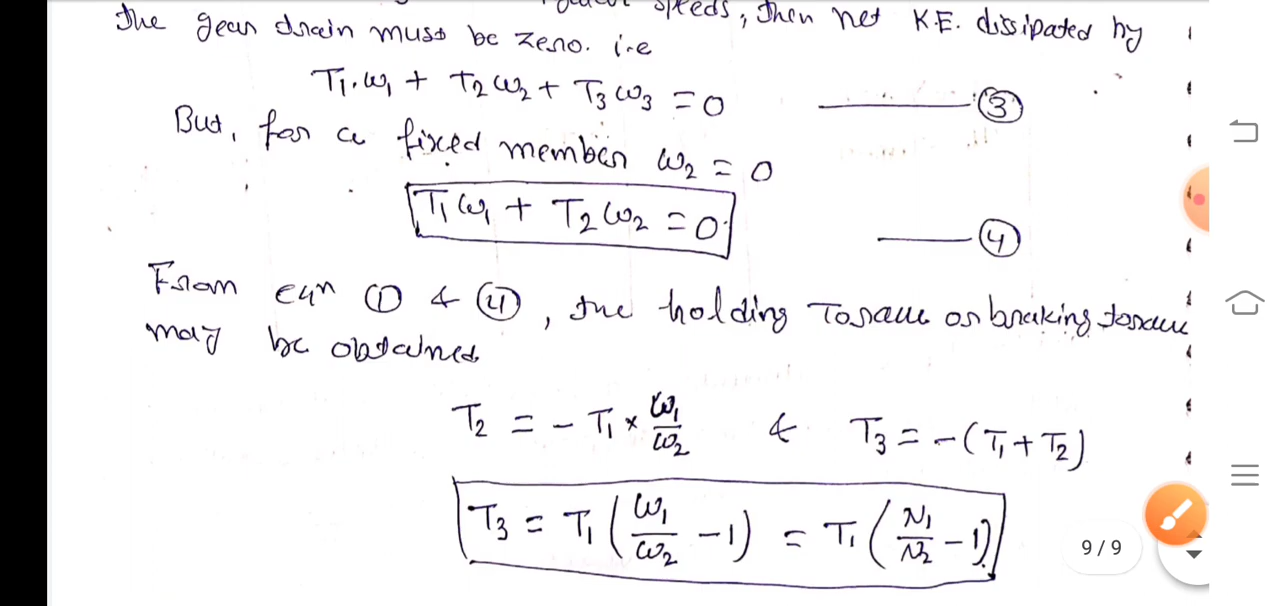 speeds, then net K.E. dissipated by
the gear train must be zero. i.e
T₁.ω₁ + T₂ω₂ + T₃ω₃ = 0 ③
But, for a fixed member ω₂ = 0
T₁ω₁ + T₂ω₂ = 0 ④
From eqn ① & ④, the holding Torque or braking torque
may be obtained
T₂ = - T₁ × ω₁/ω₂ & T₃ = -(T₁ + T₂)
T₃ = T₁ (ω₁/ω₂ - 1) = T₁ (N₁/N₂ - 1)
9/9